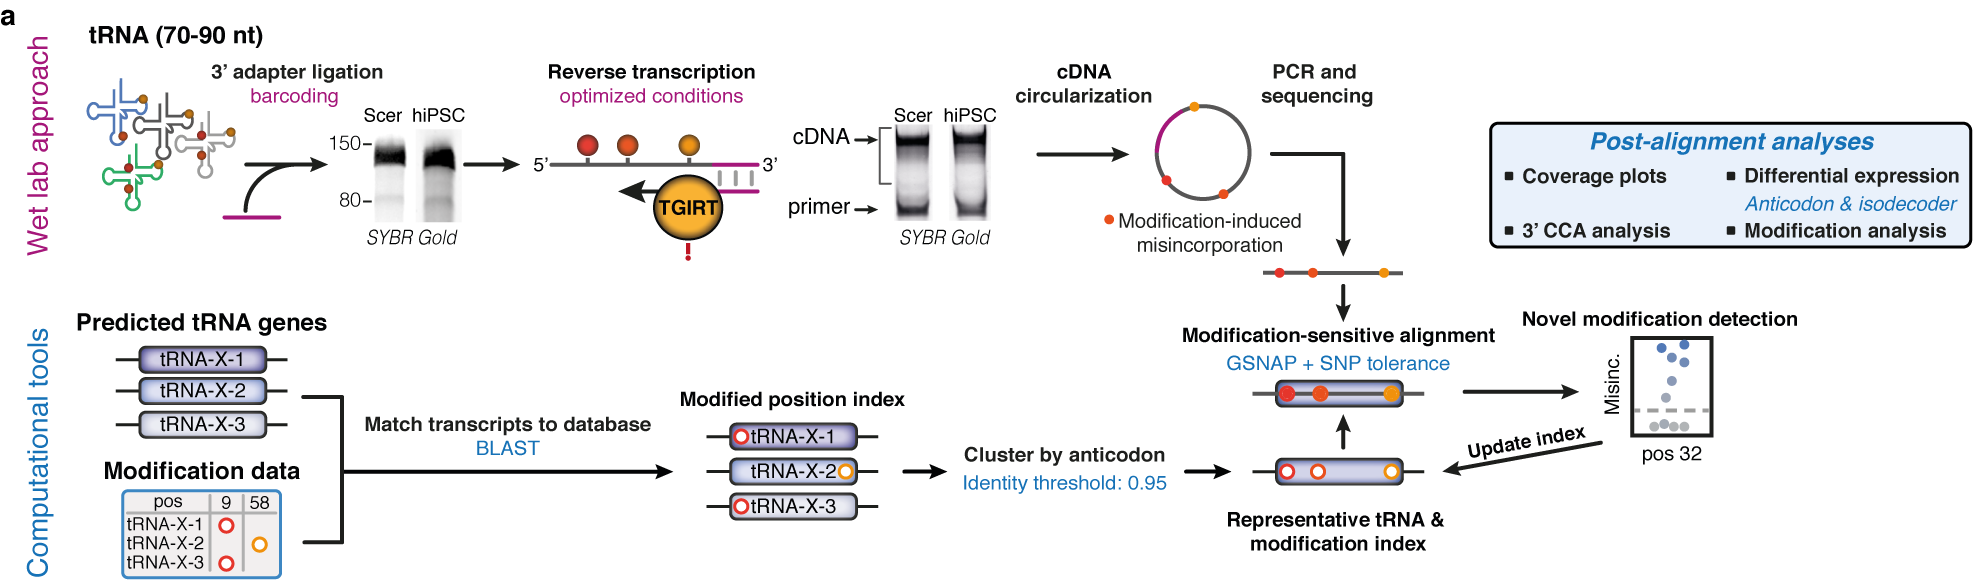 a
Wet lab approach
tRNA (70-90 nt)
3’ adapter ligation
barcoding
Scer hiPSC
150
80
SYBR Gold
Reverse transcription
optimized conditions
5’
3’
TGIRT
!
cDNA
primer
Scer hiPSC
SYBR Gold
cDNA
circularization
PCR and
sequencing
Modification-induced
misincorporation
Post-alignment analyses
Coverage plots
3’ CCA analysis
Differential expression
Anticodon & isodecoder
Modification analysis
Computational tools
Predicted tRNA genes
tRNA-X-1
tRNA-X-2
tRNA-X-3
Modification data
pos 9 58
tRNA-X-1
tRNA-X-2
tRNA-X-3
Match transcripts to database
BLAST
Modified position index
tRNA-X-1
tRNA-X-2
tRNA-X-3
Cluster by anticodon
Identity threshold: 0.95
Modification-sensitive alignment
GSNAP + SNP tolerance
Representative tRNA &
modification index
Novel modification detection
Misinc.
pos 32
Update index